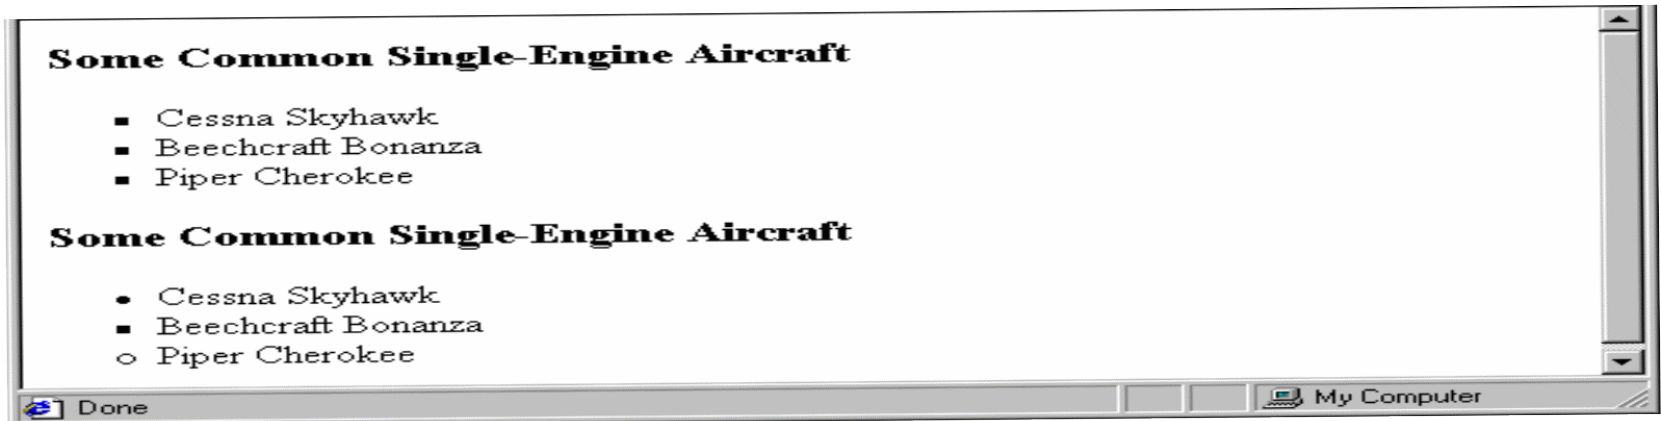 Some Common Single-Engine Aircraft
Cessna Skyhawk
Beechcraft Bonanza
Piper Cherokee
Some Common Single-Engine Aircraft
Cessna Skyhawk
Beechcraft Bonanza
Piper Cherokee
Done
My Computer